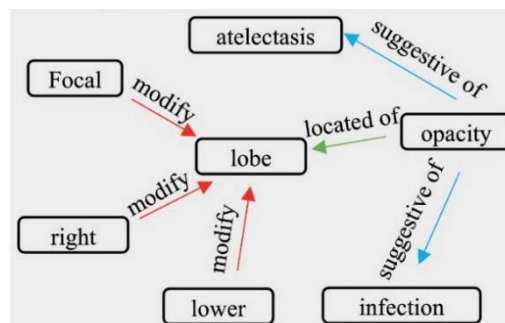 atelectasis
suggestive of
Focal
modify
located of
opacity
lobe
modify
right
modify
suggestive of
lower
infection